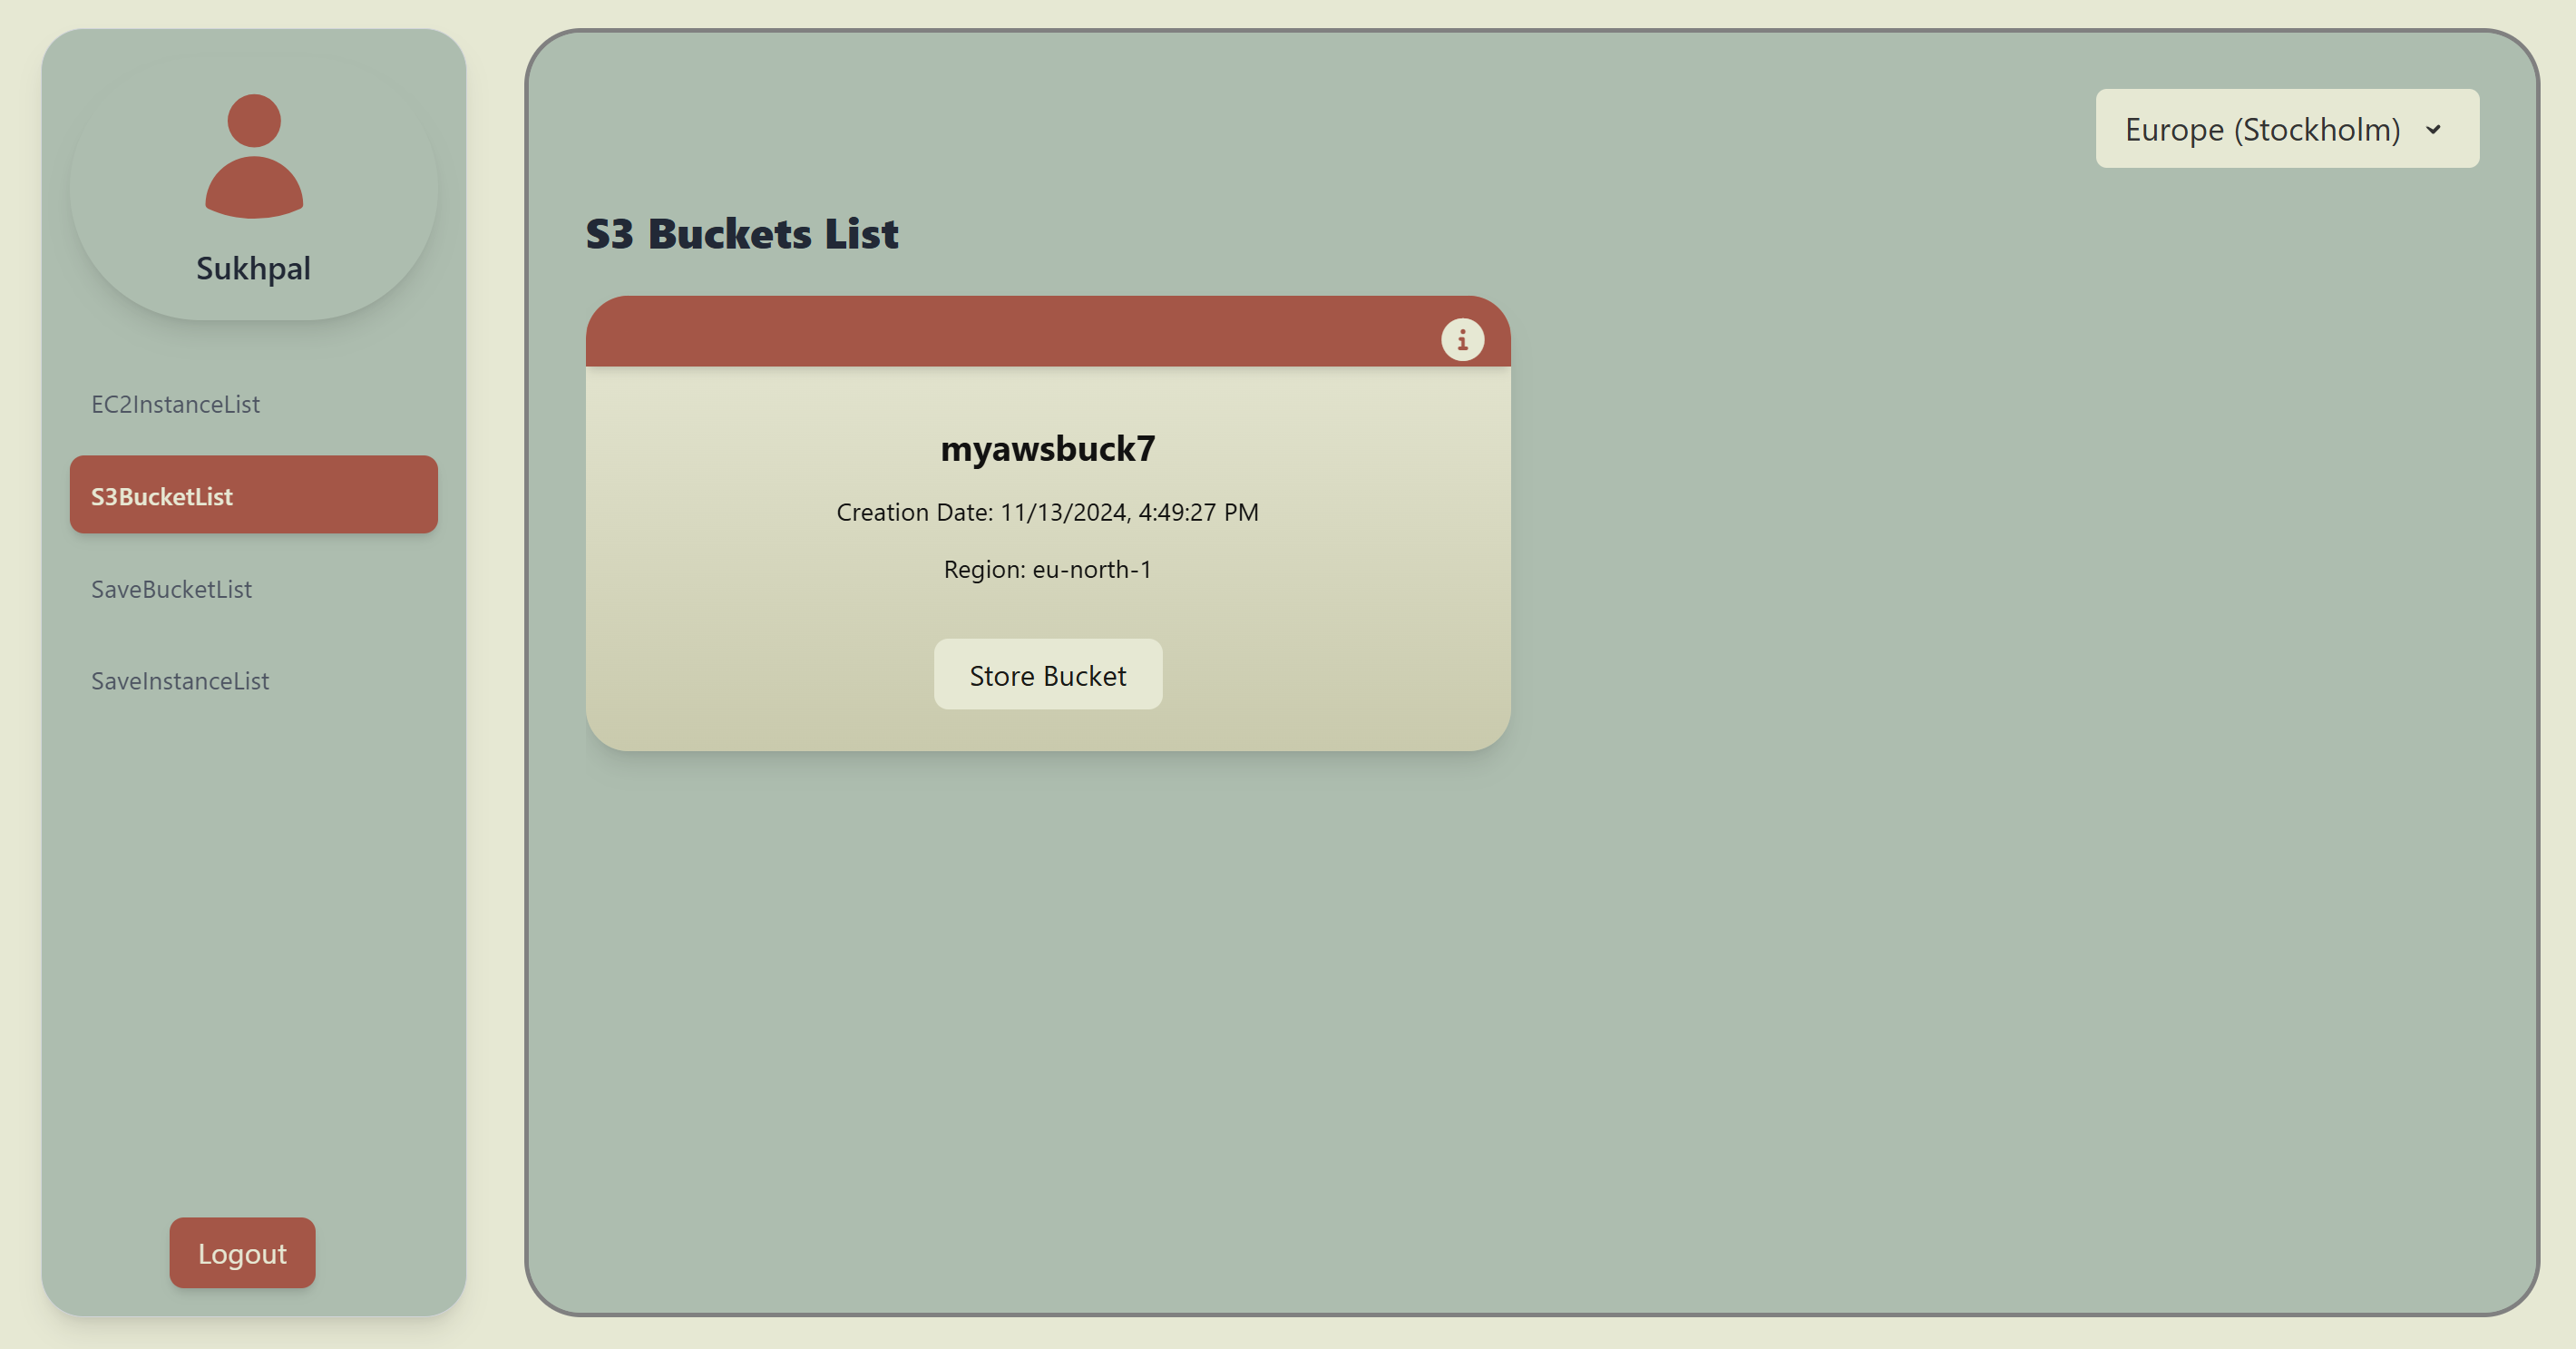 Sukhpal
EC2InstanceList
S3BucketList
SaveBucketList
SaveInstanceList
Logout
Europe (Stockholm)
S3 Buckets List
i
myawsbuck7
Creation Date: 11/13/2024, 4:49:27 PM
Region: eu-north-1
Store Bucket